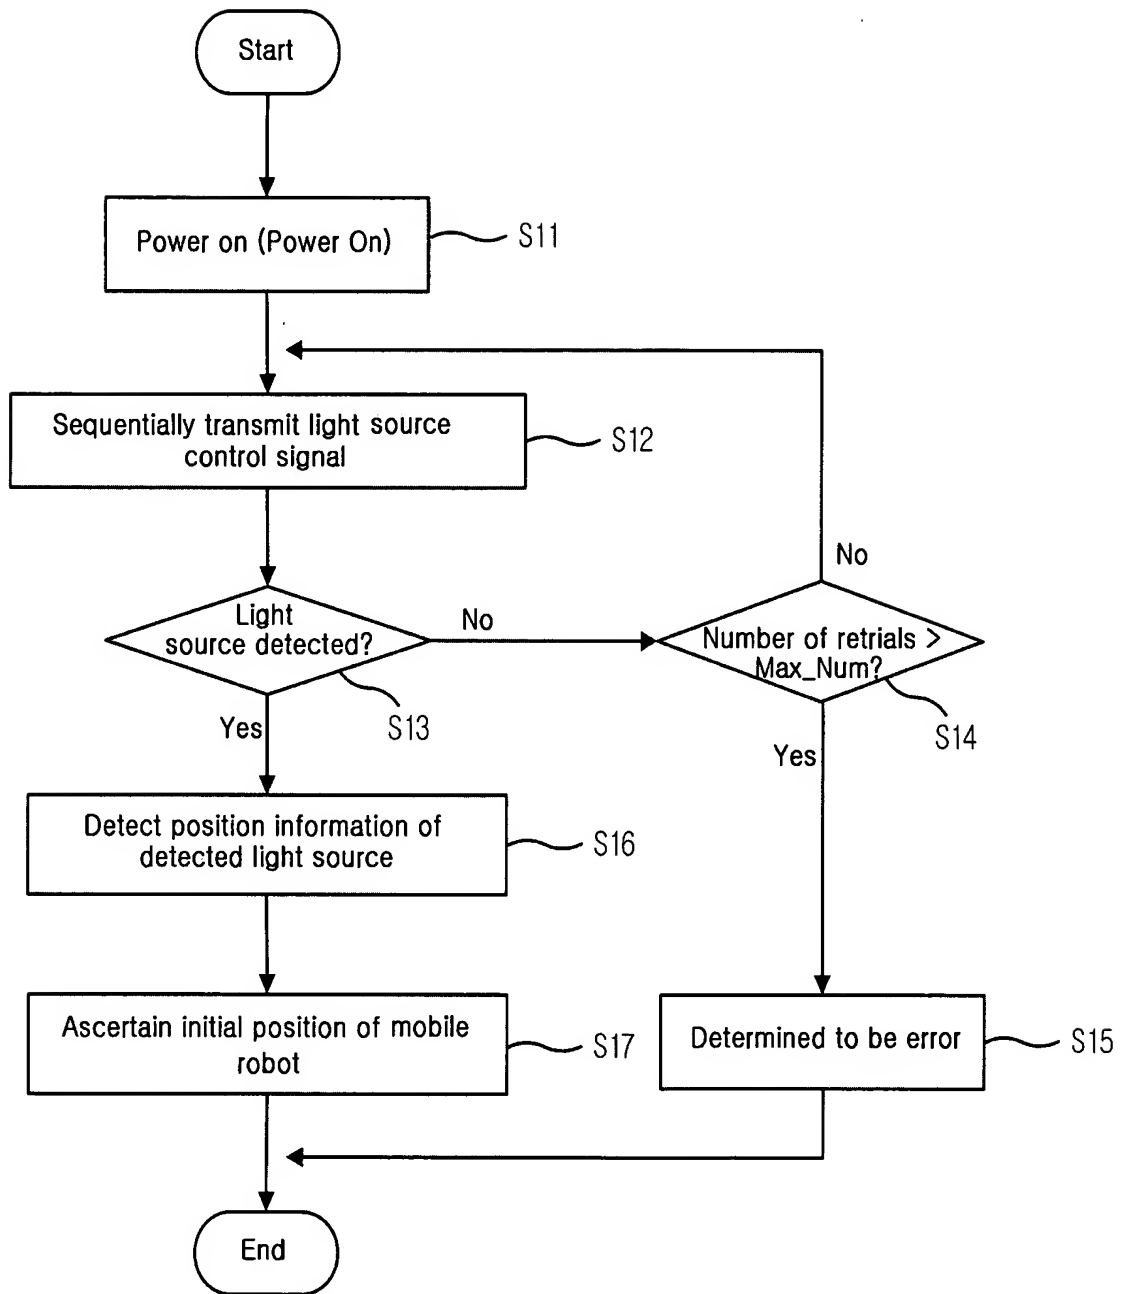 Start
Power on (Power On)
S11
Sequentially transmit light source
control signal
S12
No
Light
source detected?
No
Number of retrials >
Max_Num?
S13
S14
Yes
Yes
Detect position information of
detected light source
S16
Ascertain initial position of mobile
robot
S17
Determined to be error
S15
End